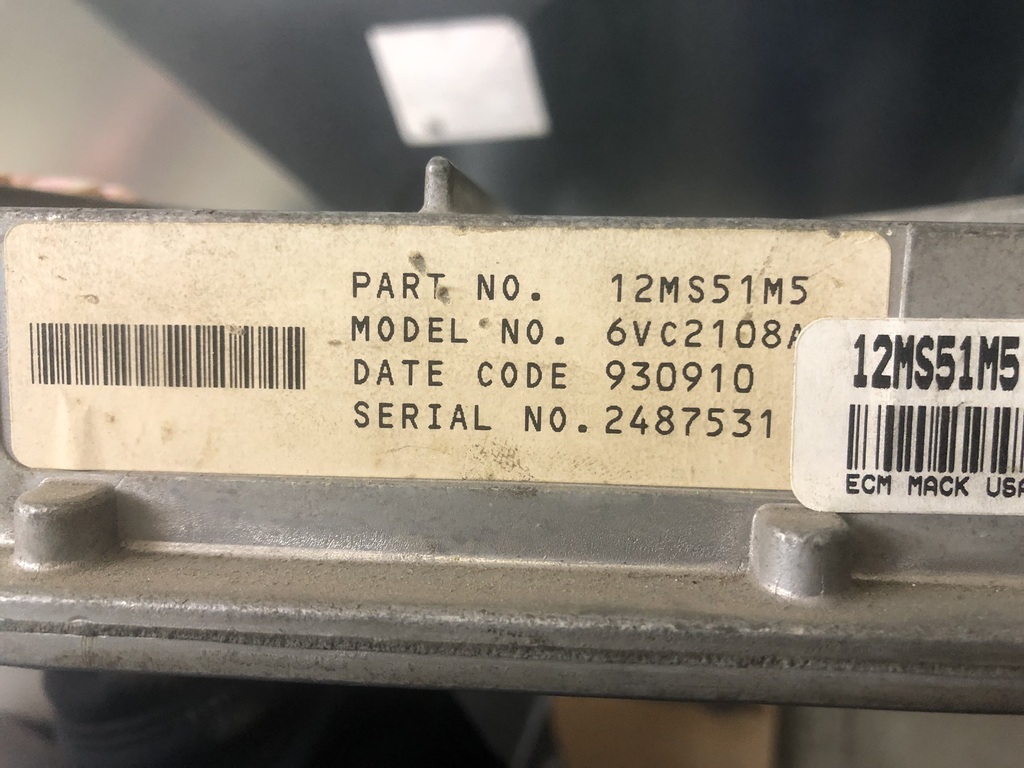 PART NO. 12MS51M5
MODEL NO. 6VC2108A
DATE CODE 930910
SERIAL NO. 2487531
12MS51M5
ECM MACK USA